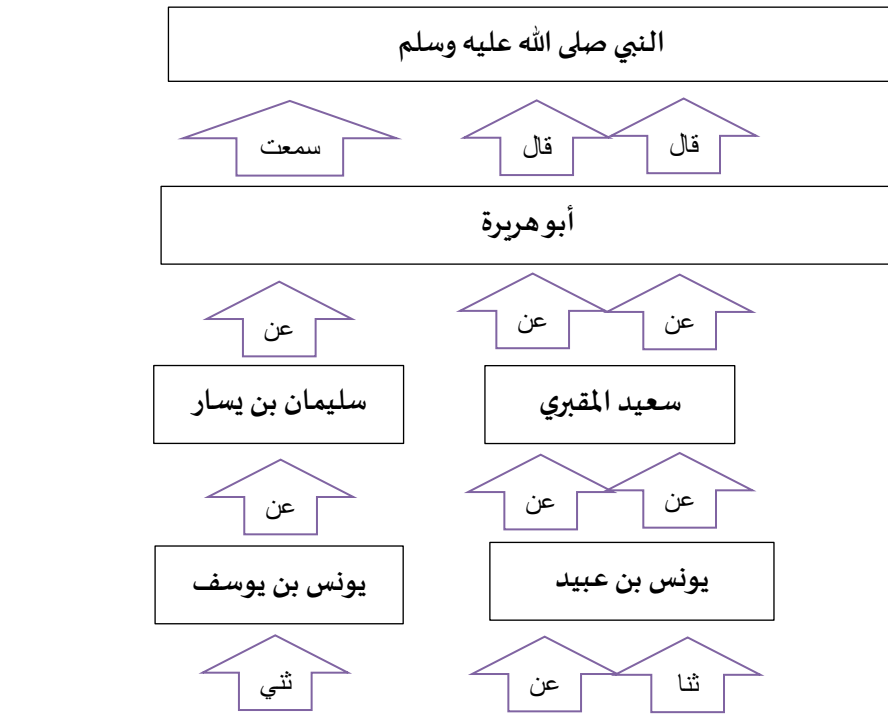 النبي صلى الله عليه وسلم
قال قال سمعت
أبو هريرة
عن عن عن
سعيد المقبري سليمان بن يسار
عن عن عن
يونس بن عبيد يونس بن يوسف
ثنا عن ثني